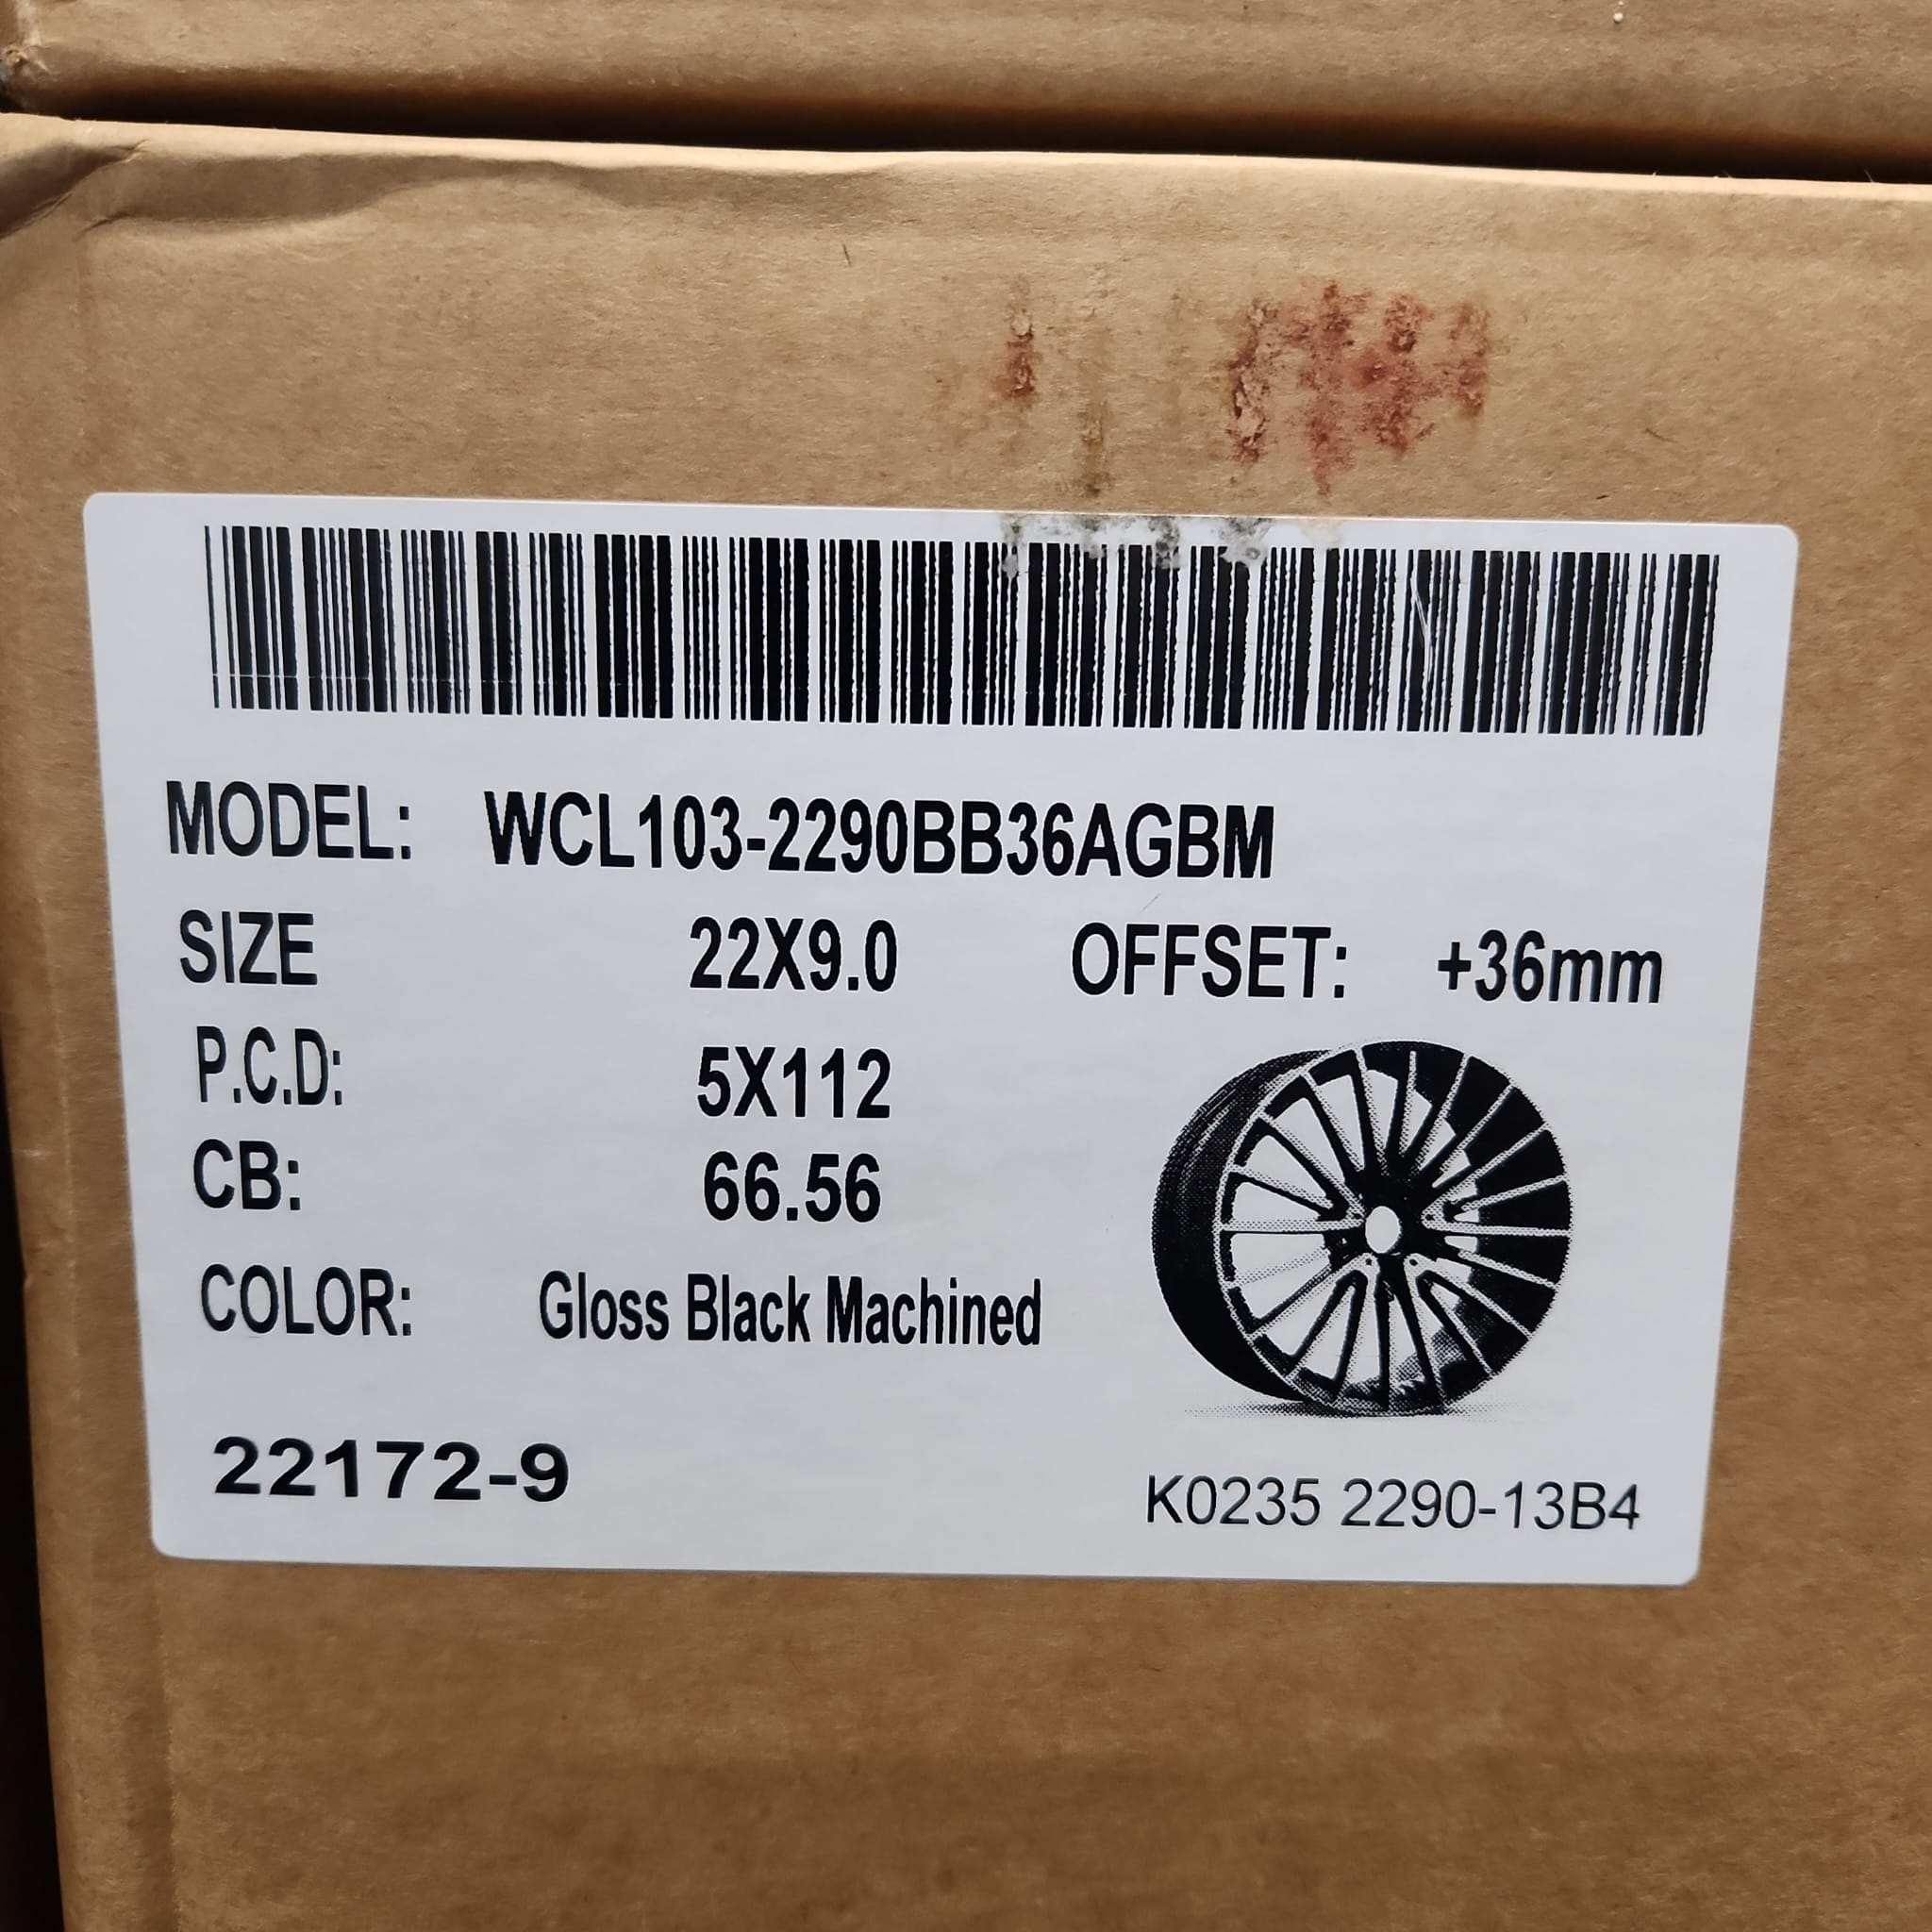 MODEL: WCL103-2290BB36AGBM
SIZE 22X9.0 OFFSET: +36mm
P.C.D: 5X112
CB: 66.56
COLOR: Gloss Black Machined
22172-9 K0235 2290-13B4